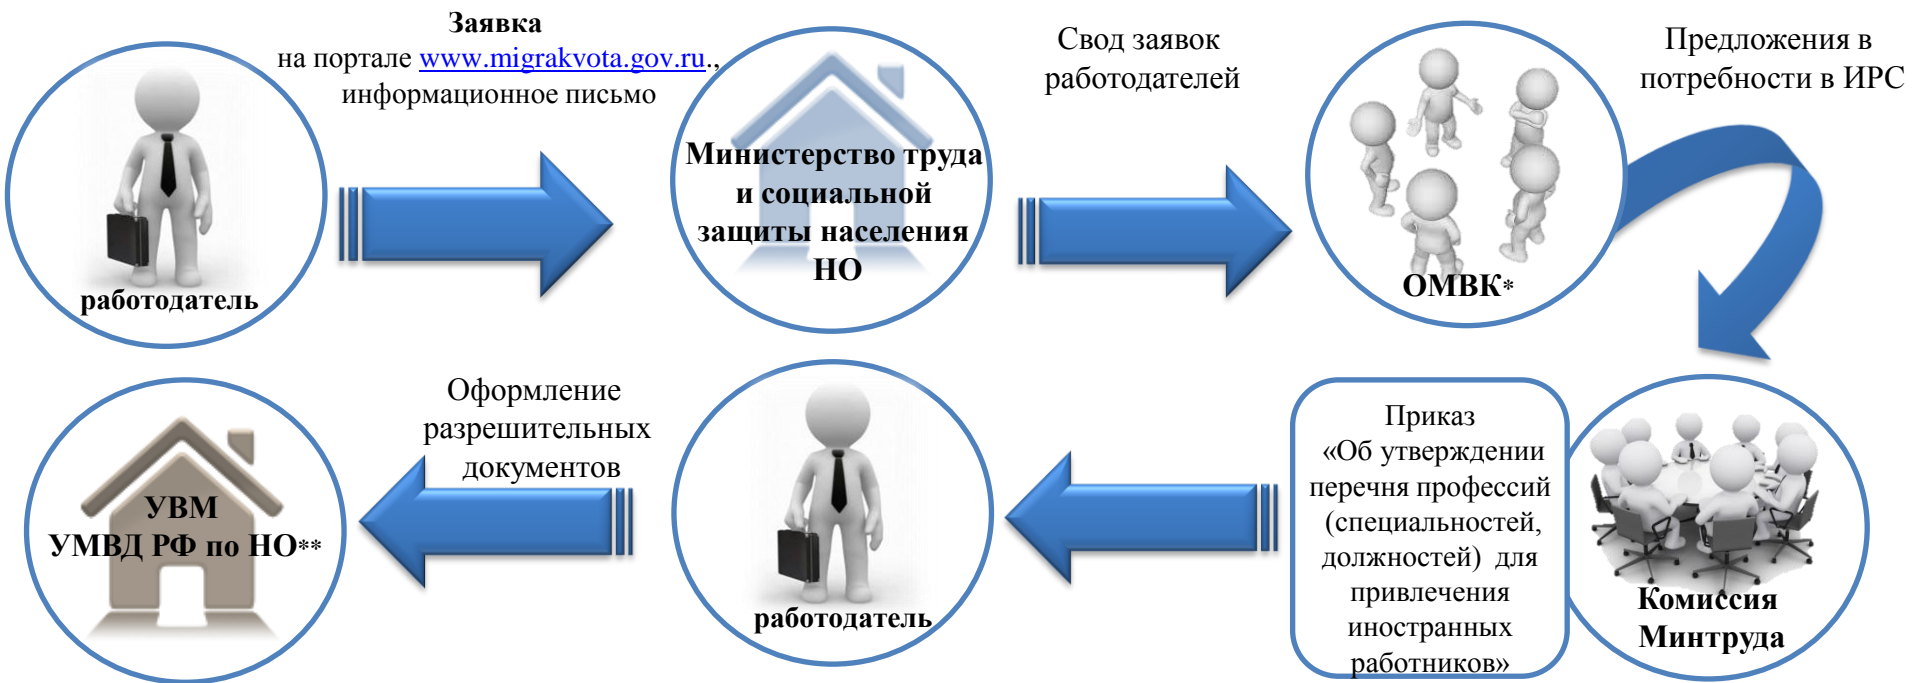 Заявка
на портале www.migrakvota.gov.ru.,
информационное письмо
работодатель
Министерство труда
и социальной
защиты населения
НО
Свод заявок
работодателей
ОМВК*
Предложения в
потребности в ИРС
Комиссия
Минтруда
Приказ
«Об утверждении
перечня профессий
(специальностей,
должностей) для
привлечения
иностранных
работников»
работодатель
Оформление
разрешительных
документов
УВМ
УМВД РФ по НО**